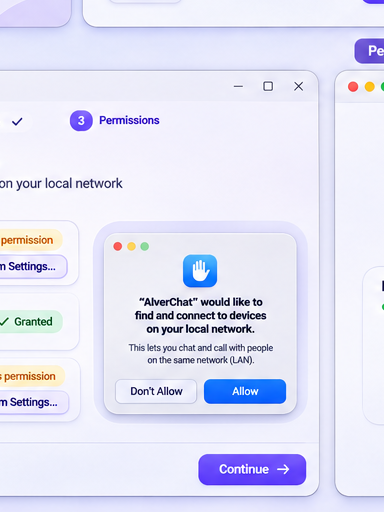 Pe
3 Permissions
on your local network
permission
m Settings...
Granted
s permission
m Settings...
“AlverChat” would like to
find and connect to devices
on your local network.
This lets you chat and call with people
on the same network (LAN).
Don't Allow
Allow
Continue